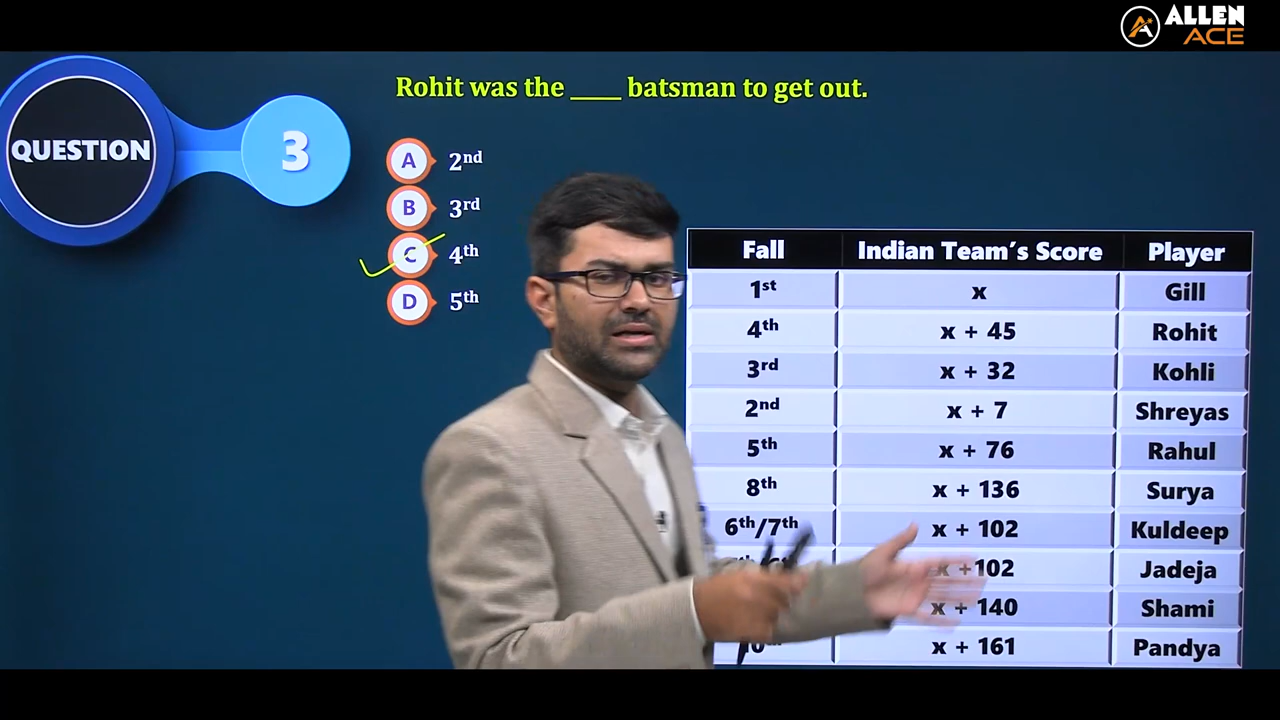 ALLEN
ACE
Rohit was the ____ batsman to get out.
QUESTION
3
A 2nd
B 3rd
C 4th
D 5th
Fall Indian Team's Score Player
1st x Gill
4th x + 45 Rohit
3rd x + 32 Kohli
2nd x + 7 Shreyas
5th x + 76 Rahul
8th x + 136 Surya
6th/7th x + 102 Kuldeep
x +102 Jadeja
x + 140 Shami
x + 161 Pandya